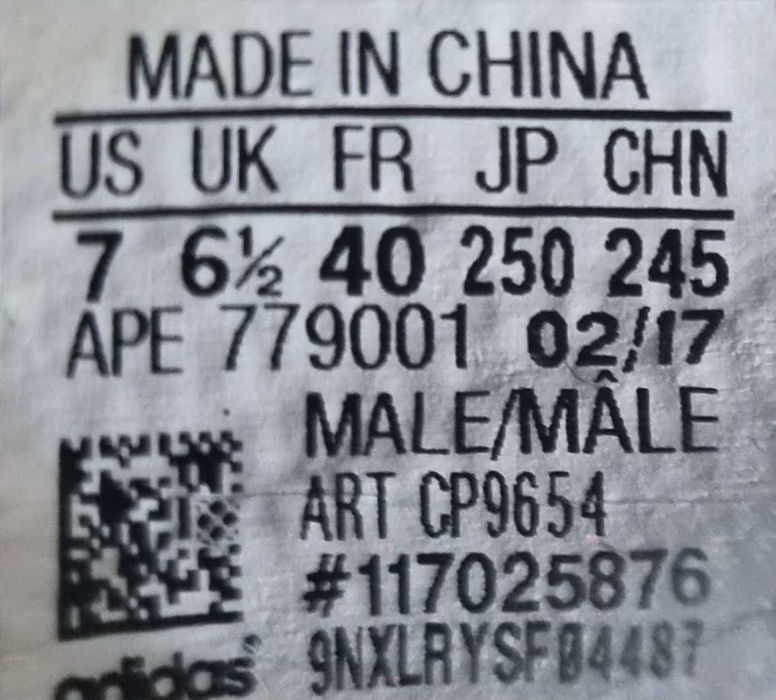 MADE IN CHINA
US UK FR JP CHN
7 6½ 40 250 245
APE 779001 02/17
MALE/MÂLE
ART CP9654
#117025876
9NXLRYSF04487
adidas®